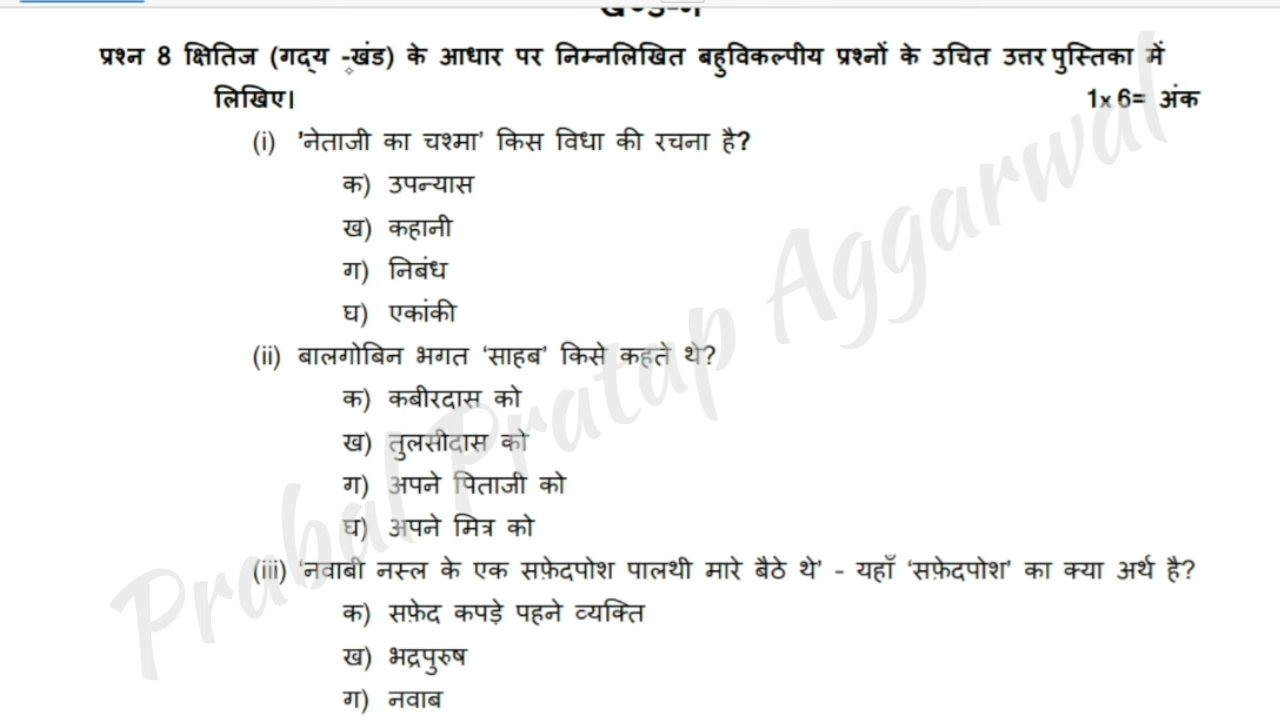 प्रश्न 8 क्षितिज (गद्य -खंड) के आधार पर निम्नलिखित बहुविकल्पीय प्रश्नों के उचित उत्तर पुस्तिका में
लिखिए। 1x 6= अंक
(i) 'नेताजी का चश्मा' किस विधा की रचना है?
क) उपन्यास
ख) कहानी
ग) निबंध
घ) एकांकी
(ii) बालगोबिन भगत 'साहब' किसे कहते थे?
क) कबीरदास को
ख) तुलसीदास को
ग) अपने पिताजी को
घ) अपने मित्र को
(iii) 'नवाबी नस्ल के एक सफ़ेदपोश पालथी मारे बैठे थे' - यहाँ 'सफ़ेदपोश' का क्या अर्थ है?
क) सफ़ेद कपड़े पहने व्यक्ति
ख) भद्रपुरुष
ग) नवाब
Prabal Pratap Aggarwal